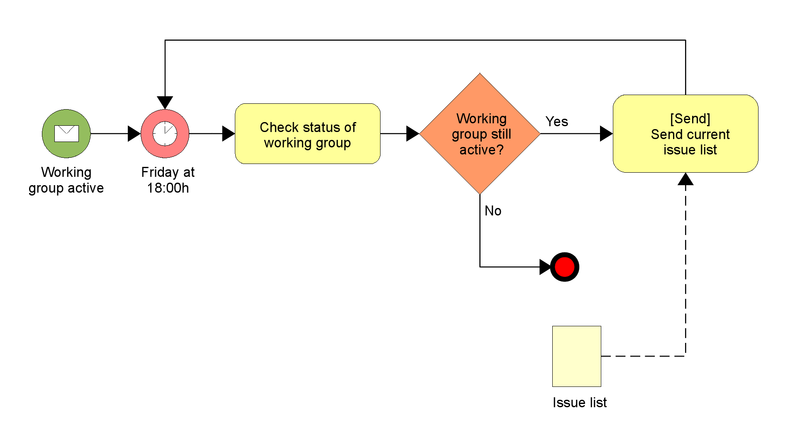 Working
group active
Friday at
18:00h
Check status of
working group
Working
group still
active?
Yes
No
[Send]
Send current
issue list
Issue list